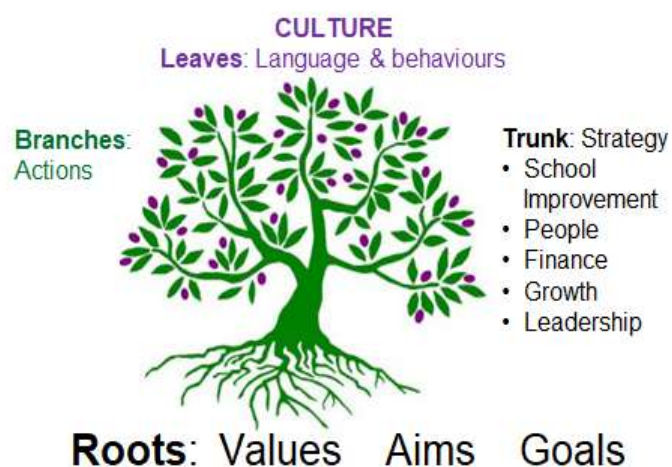 CULTURE
Leaves: Language & behaviours
Branches:
Actions
Trunk: Strategy
• School
Improvement
• People
• Finance
• Growth
• Leadership
Roots: Values Aims Goals